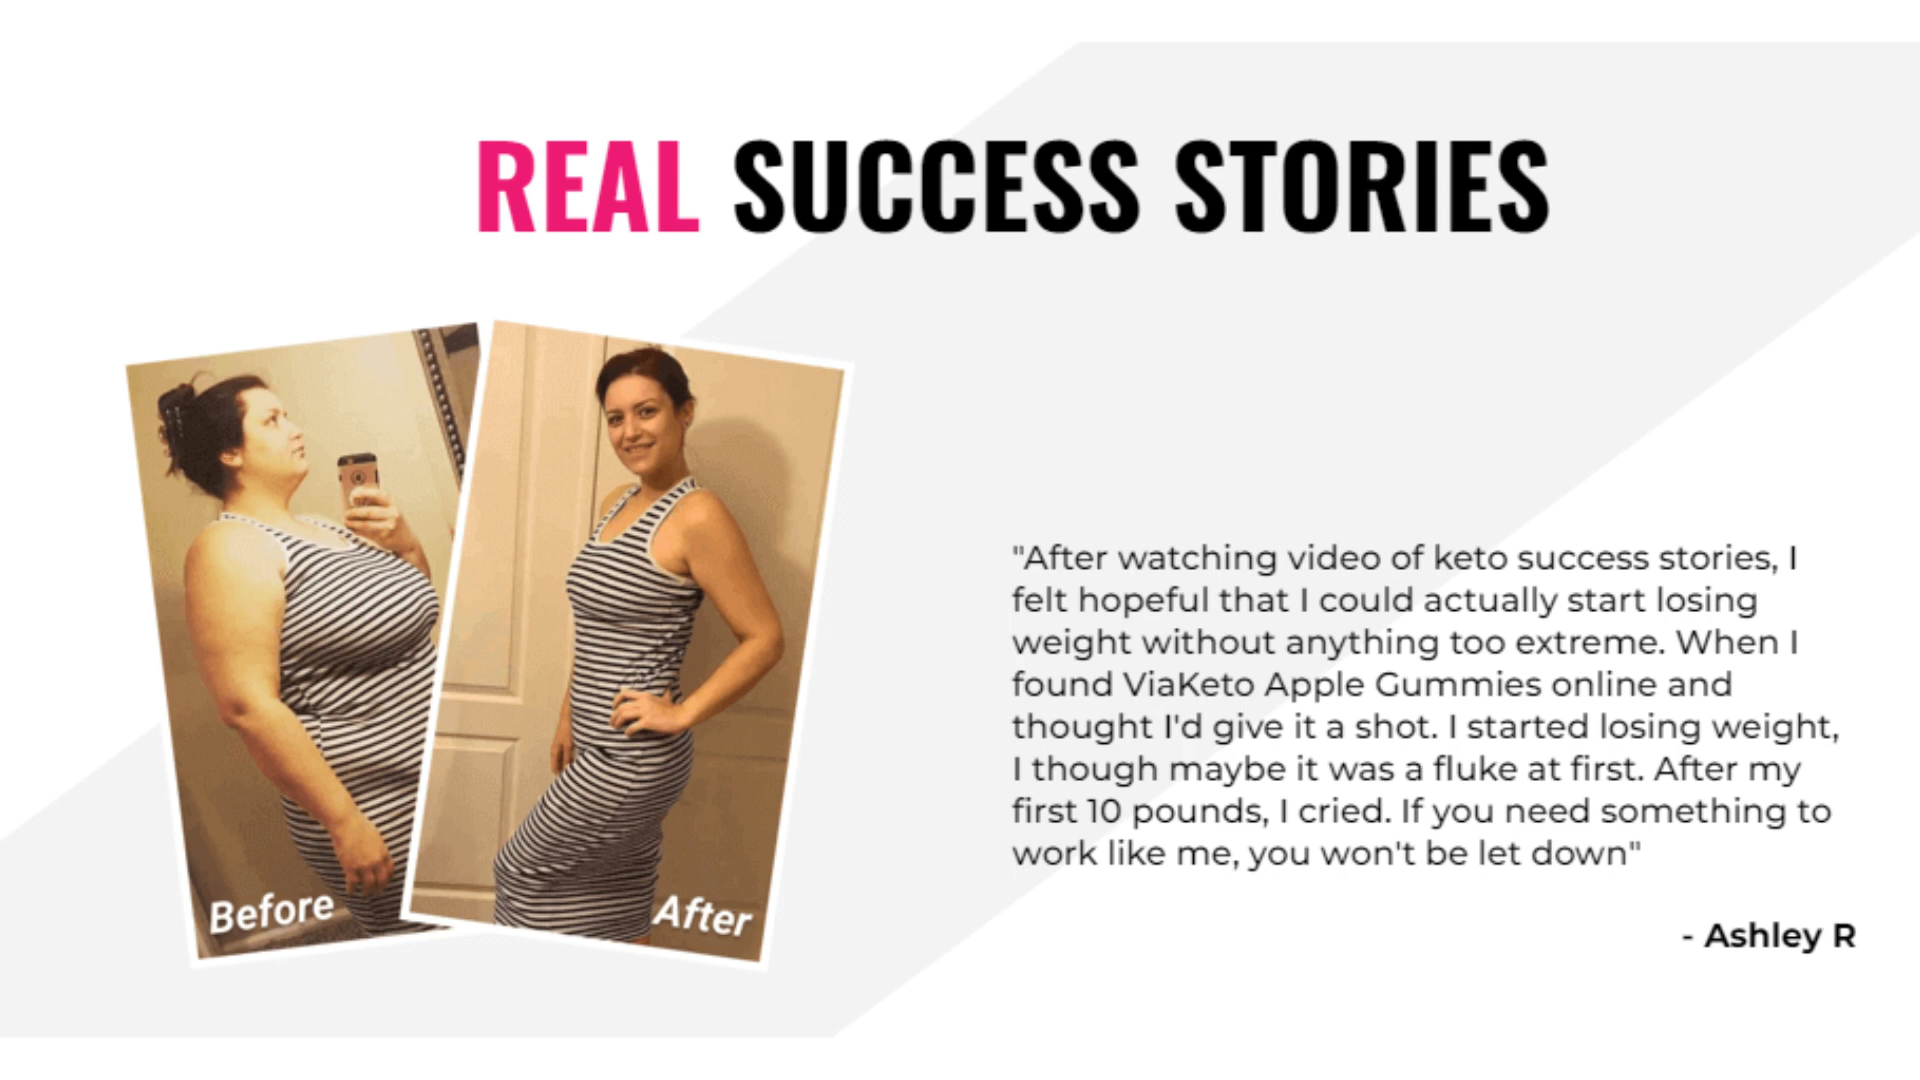 REAL SUCCESS STORIES
"After watching video of keto success stories, I
felt hopeful that I could actually start losing
weight without anything too extreme. When I
found ViaKeto Apple Gummies online and
thought I'd give it a shot. I started losing weight,
I though maybe it was a fluke at first. After my
first 10 pounds, I cried. If you need something to
work like me, you won't be let down"
- Ashley R
Before
After